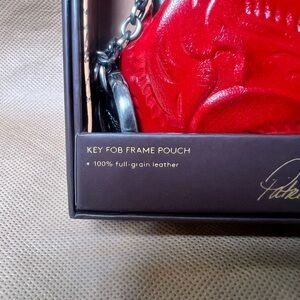 KEY FOB FRAME POUCH
• 100% full-grain leather